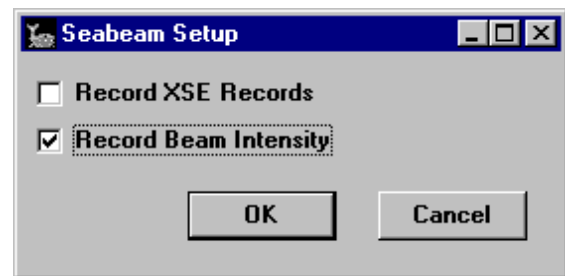 Seabeam Setup
Record XSE Records
Record Beam Intensity
OK Cancel